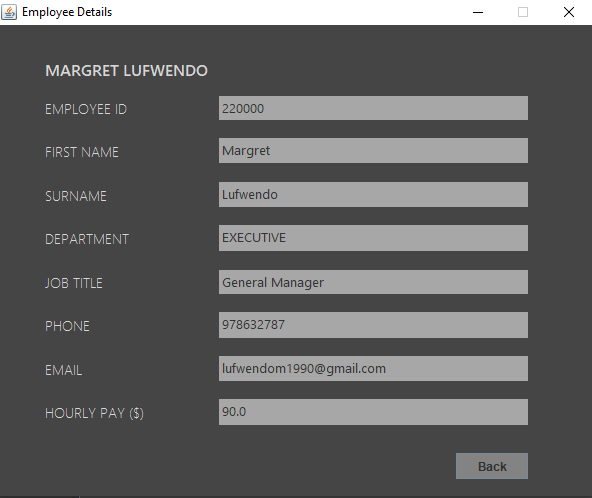 Employee Details
MARGRET LUFWENDO
EMPLOYEE ID 220000
FIRST NAME Margret
SURNAME Lufwendo
DEPARTMENT EXECUTIVE
JOB TITLE General Manager
PHONE 978632787
EMAIL lufwendom1990@gmail.com
HOURLY PAY ($) 90.0
Back